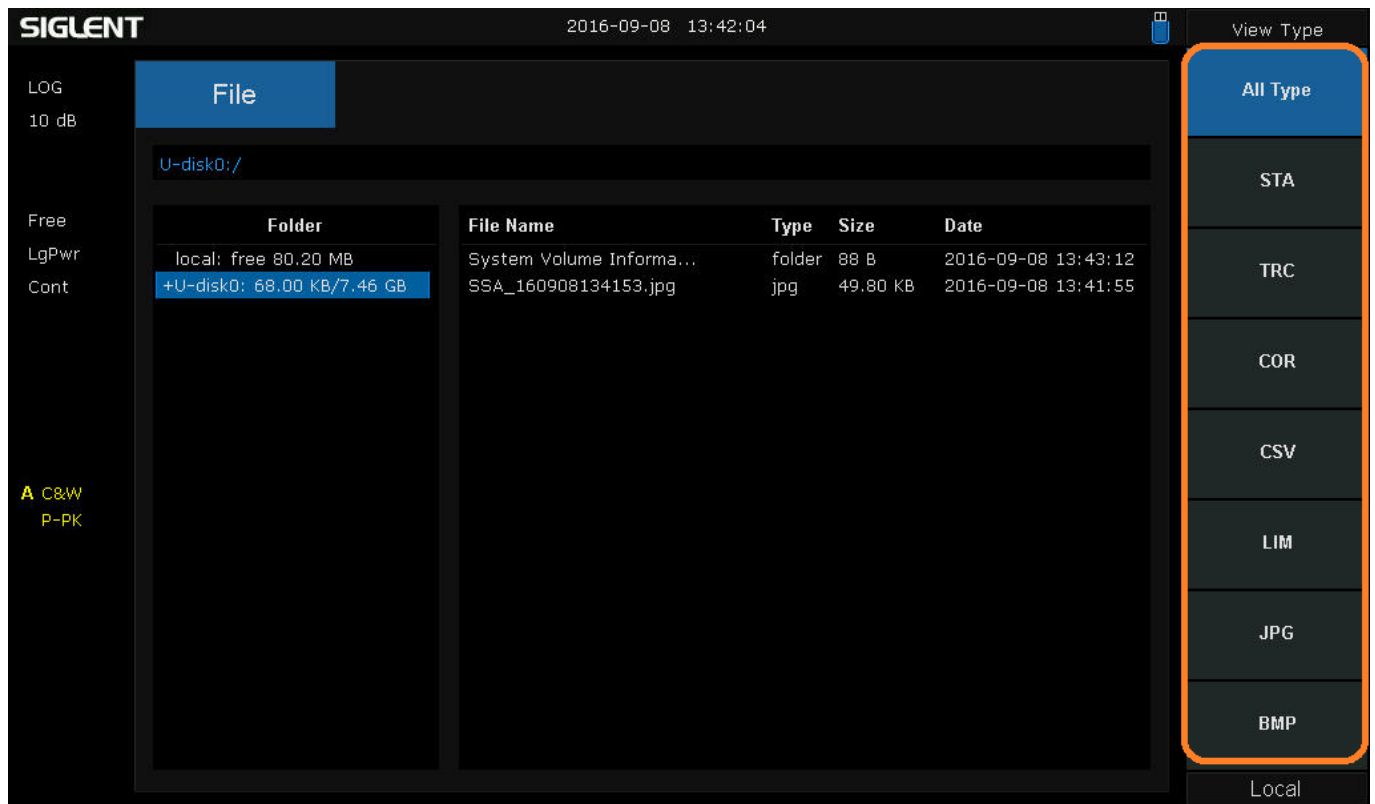 SIGLENT 2016-09-08 13:42:04 View Type
LOG
10 dB
Free
LgPwr
Cont
A C&W
P-PK
File
U-disk0:/
Folder
local: free 80.20 MB
+U-disk0: 68.00 KB/7.46 GB
File Name Type Size Date
System Volume Informa... folder 88 B 2016-09-08 13:43:12
SSA_160908134153.jpg jpg 49.80 KB 2016-09-08 13:41:55
All Type
STA
TRC
COR
CSV
LIM
JPG
BMP
Local